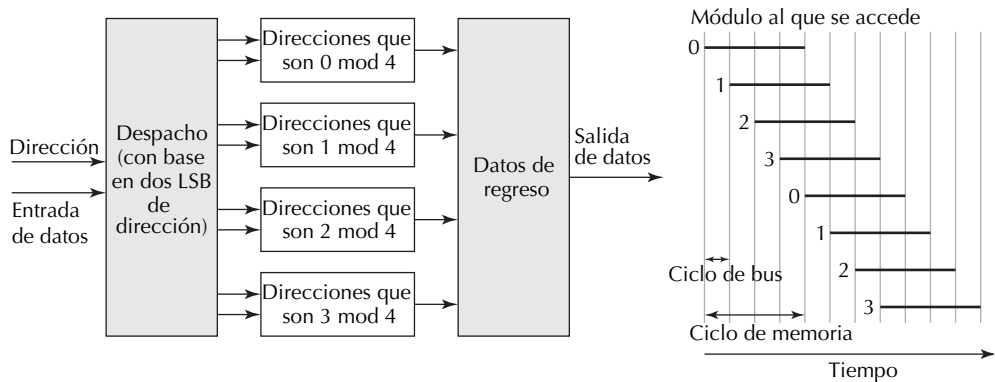 Dirección
Entrada
de datos
Despacho
(con base
en dos LSB
de
dirección)
Direcciones que
son 0 mod 4
Direcciones que
son 1 mod 4
Direcciones que
son 2 mod 4
Direcciones que
son 3 mod 4
Datos de
regreso
Salida
de datos
Módulo al que se accede
0
1
2
3
0
1
2
3
Ciclo de bus
Ciclo de memoria
Tiempo